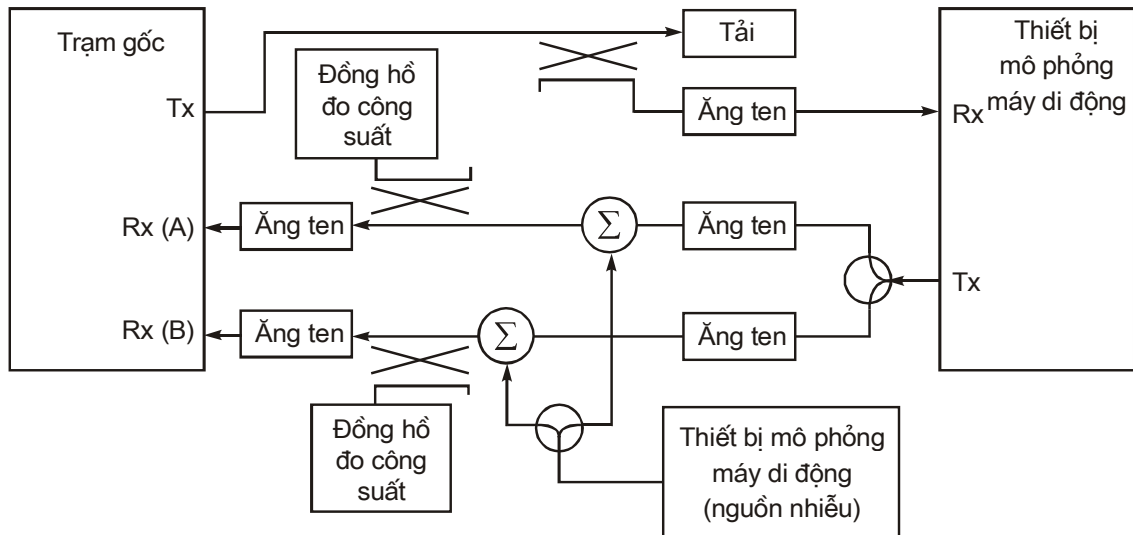 Trạm gốc
Tải
Thiết bị
mô phỏng
máy di động
Đồng hồ
đo công
suất
Tx
Ăng ten
Rx
Rx (A)
Ăng ten
Σ
Ăng ten
Tx
Rx (B)
Ăng ten
Σ
Ăng ten
Đồng hồ
đo công
suất
Thiết bị mô phỏng
máy di động
(nguồn nhiễu)